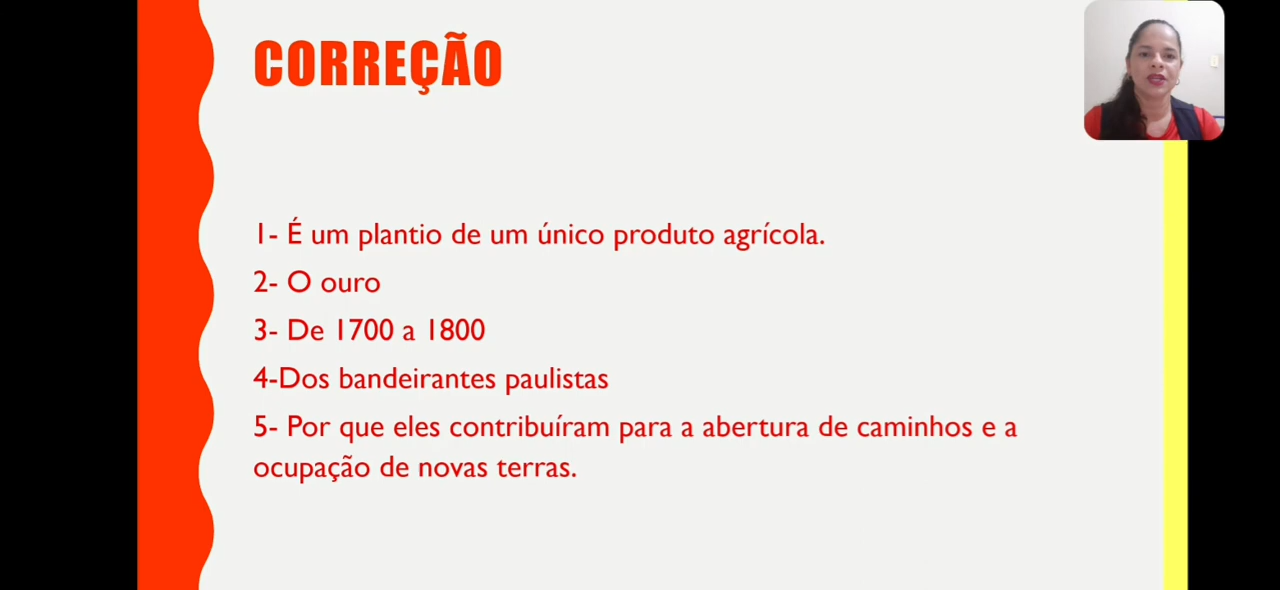 CORREÇÃO
1- É um plantio de um único produto agrícola.
2- O ouro
3- De 1700 a 1800
4-Dos bandeirantes paulistas
5- Por que eles contribuíram para a abertura de caminhos e a
ocupação de novas terras.